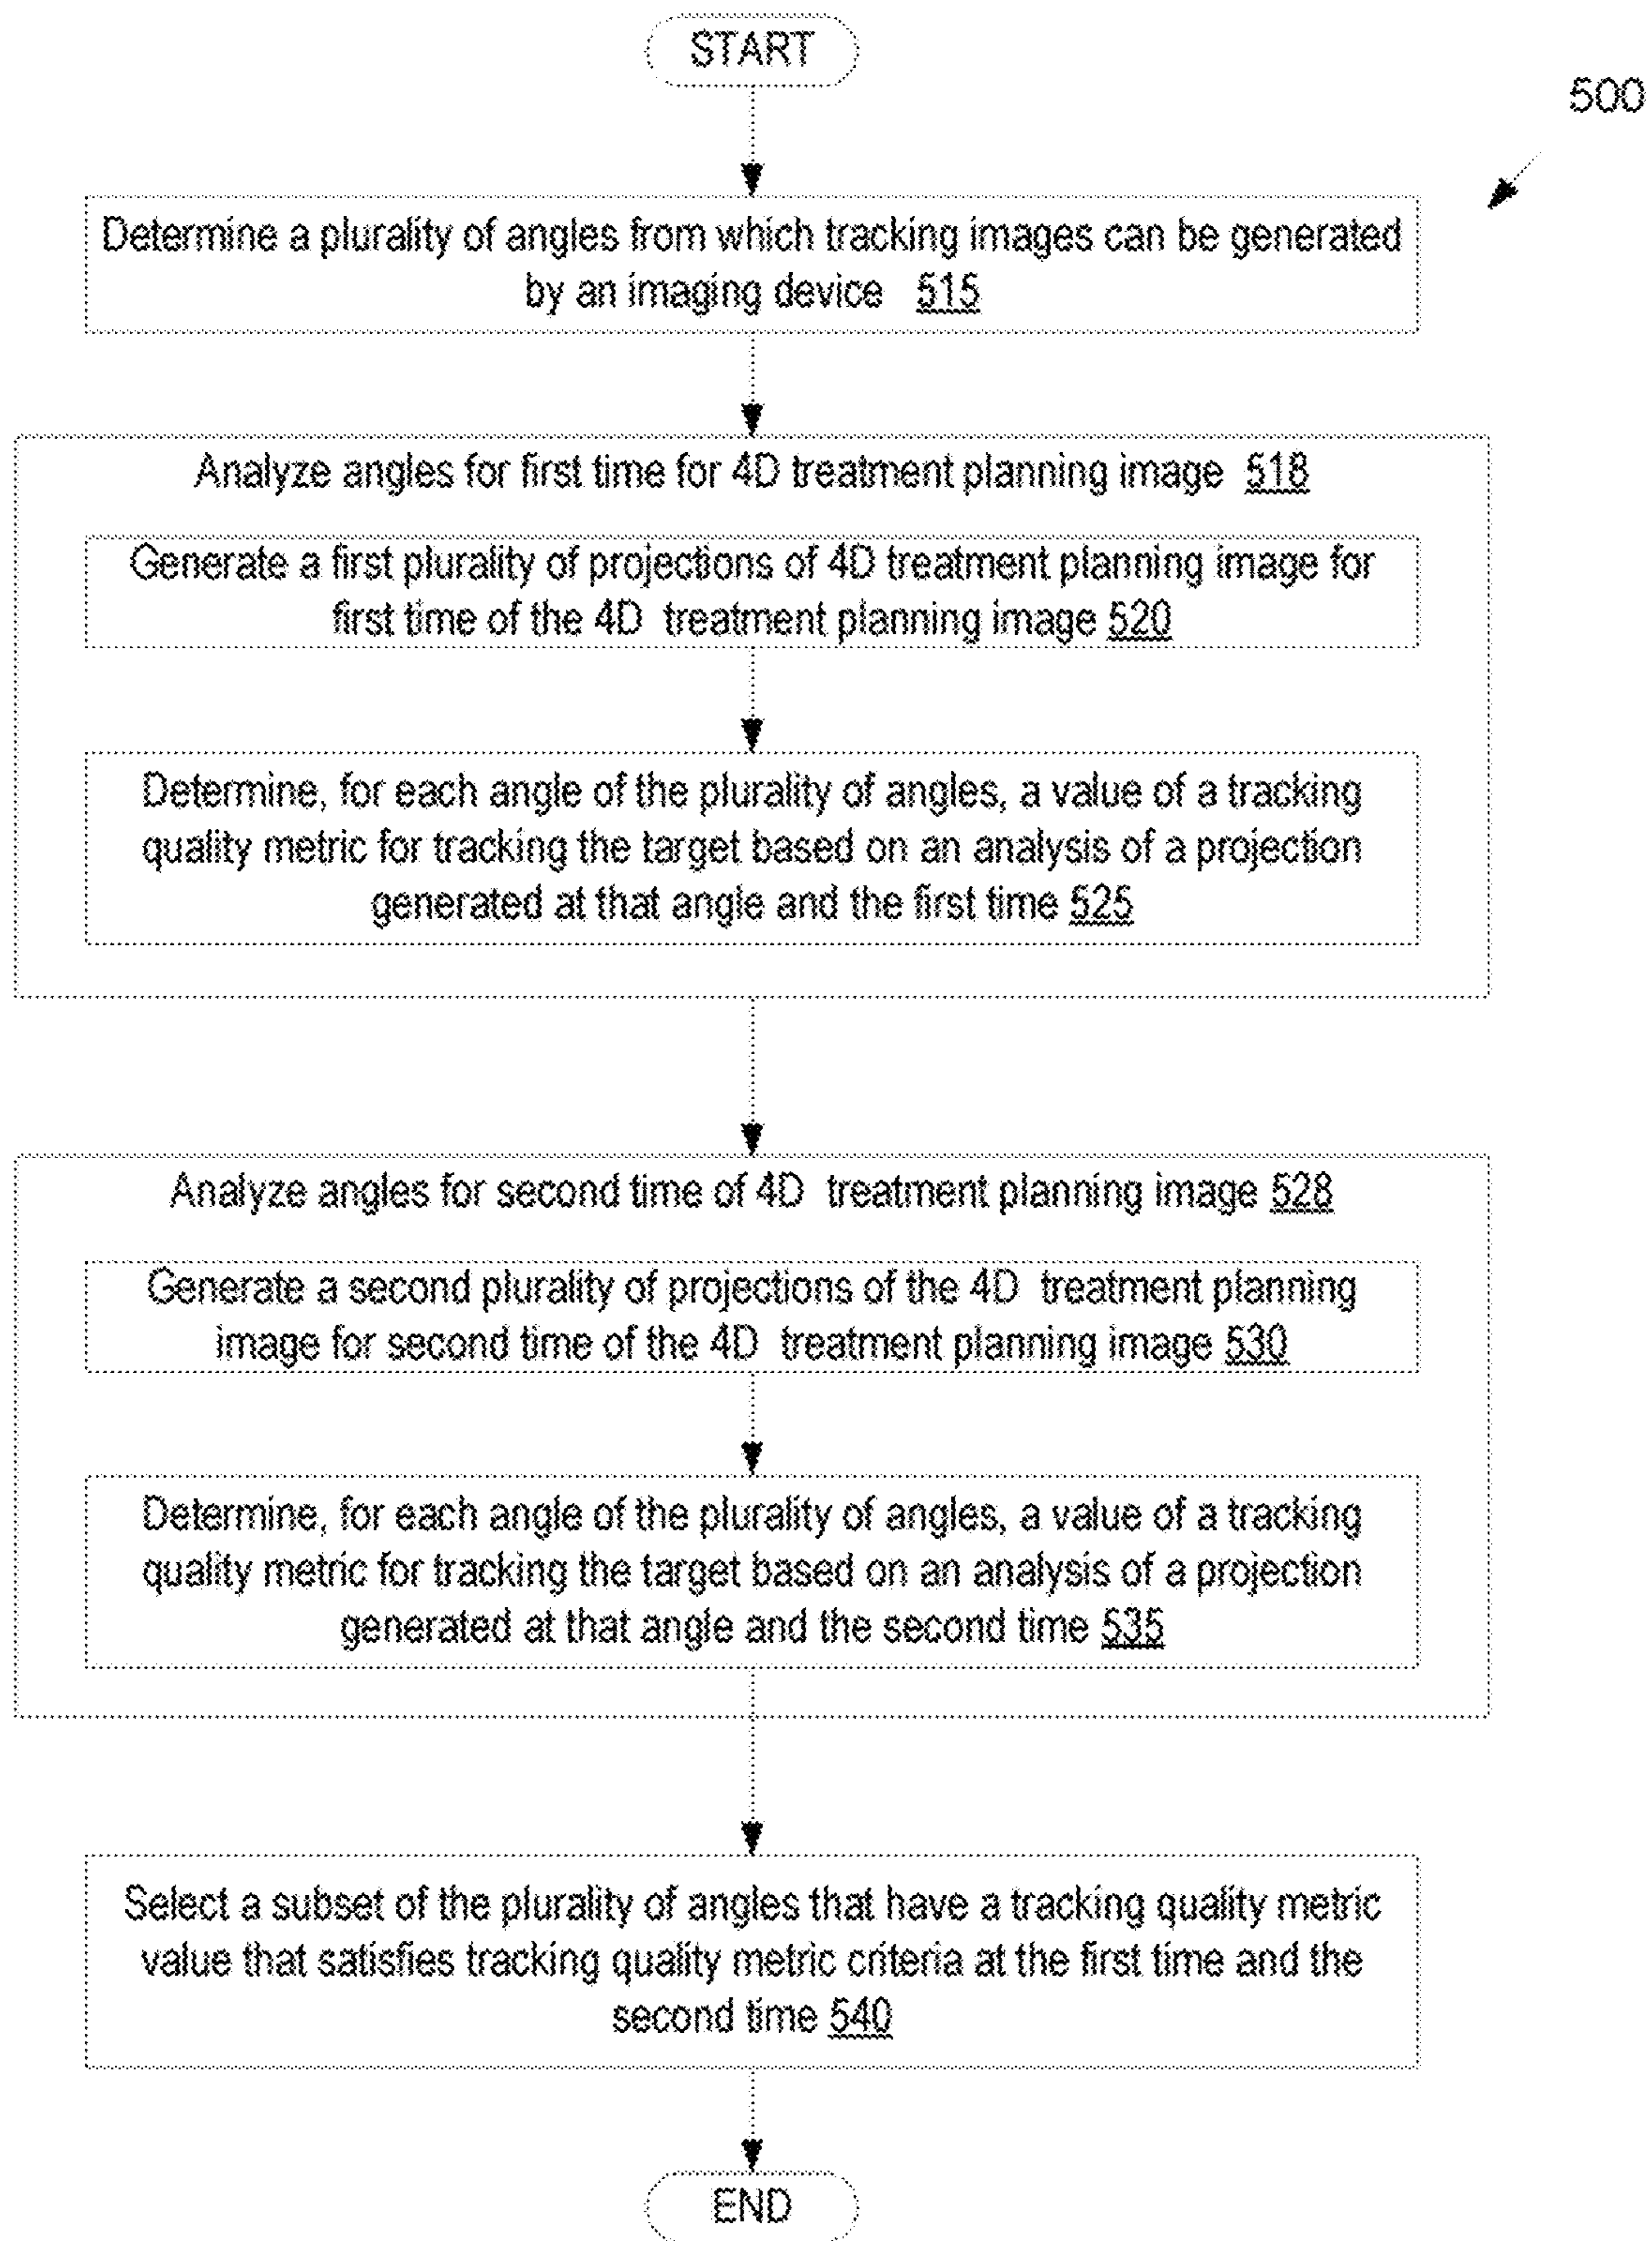 START
500
Determine a plurality of angles from which tracking images can be generated
by an imaging device 515
Analyze angles for first time for 4D treatment planning image 518
Generate a first plurality of projections of 4D treatment planning image for
first time of the 4D treatment planning image 520
Determine, for each angle of the plurality of angles, a value of a tracking
quality metric for tracking the target based on an analysis of a projection
generated at that angle and the first time 525
Analyze angles for second time of 4D treatment planning image 528
Generate a second plurality of projections of the 4D treatment planning
image for second time of the 4D treatment planning image 530
Determine, for each angle of the plurality of angles, a value of a tracking
quality metric for tracking the target based on an analysis of a projection
generated at that angle and the second time 535
Select a subset of the plurality of angles that have a tracking quality metric
value that satisfies tracking quality metric criteria at the first time and the
second time 540
END